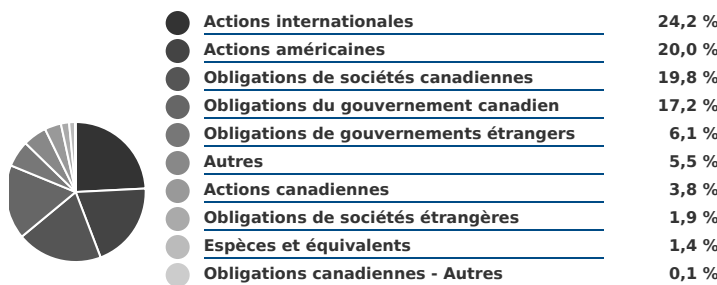 Actions internationales 24,2 %
Actions américaines 20,0 %
Obligations de sociétés canadiennes 19,8 %
Obligations du gouvernement canadien 17,2 %
Obligations de gouvernements étrangers 6,1 %
Autres 5,5 %
Actions canadiennes 3,8 %
Obligations de sociétés étrangères 1,9 %
Espèces et équivalents 1,4 %
Obligations canadiennes - Autres 0,1 %